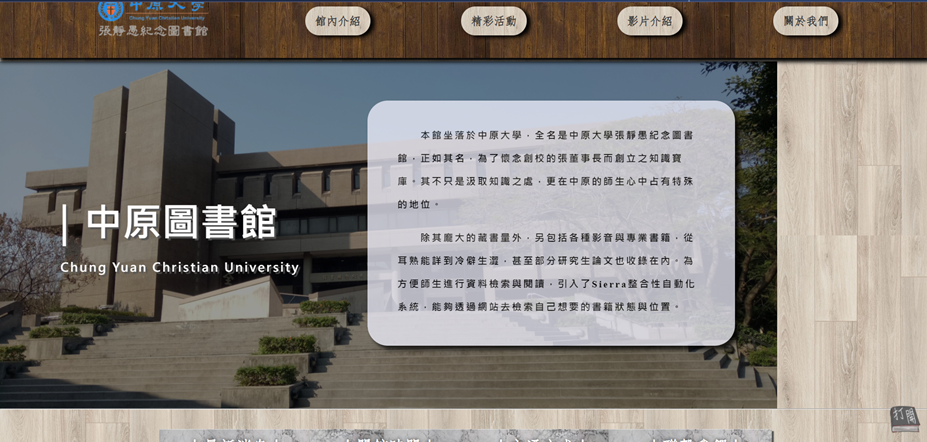 中原大學
Chung Yuan Christian University
張靜愚紀念圖書館
館內介紹
精彩活動
影片介紹
關於我們
中原圖書館
Chung Yuan Christian University
本館坐落於中原大學，全名是中原大學張靜愚紀念圖書
館，正如其名，為了懷念創校的張董事長而創立之知識寶
庫。其不只是汲取知識之處，更在中原的師生心中占有特殊
的地位。
除其龐大的藏書量外，另包括各種影音與專業書籍，從
耳熟能詳到冷僻生澀，甚至部分研究生論文也收錄在內。為
方便師生進行資料檢索與閱讀，引入了Sierra整合性自動化
系統，能夠透過網站去檢索自己想要的書籍狀態與位置。
打開